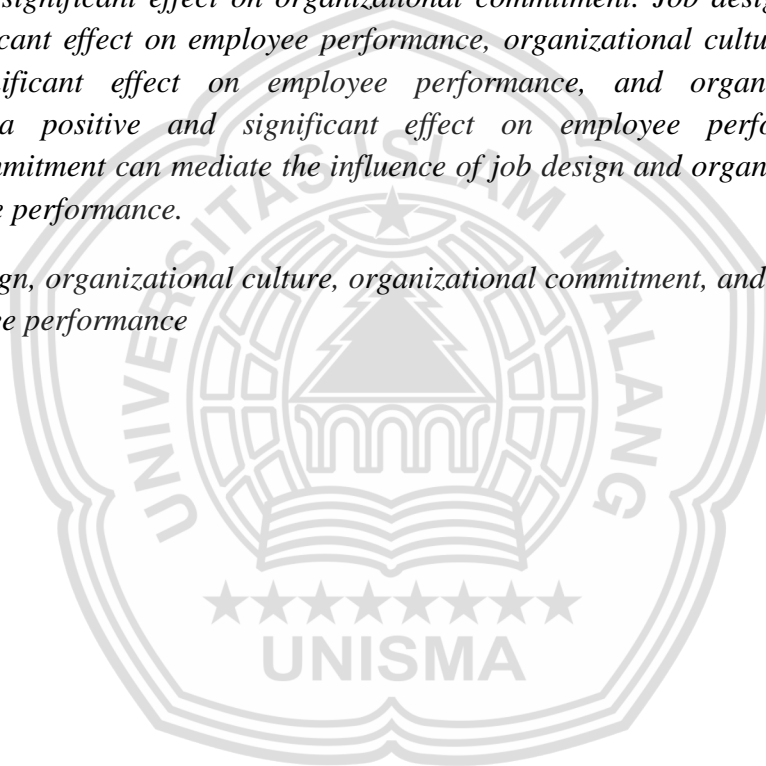 significant effect on organizational commitment. Job desig
cant effect on employee performance, organizational cultu
ificant effect on employee performance, and organ
a positive and significant effect on employee perfo
mitment can mediate the influence of job design and organ
e performance.
gn, organizational culture, organizational commitment, and
e performance
UNIVERSITAS ISLAM MALANG
UNISMA